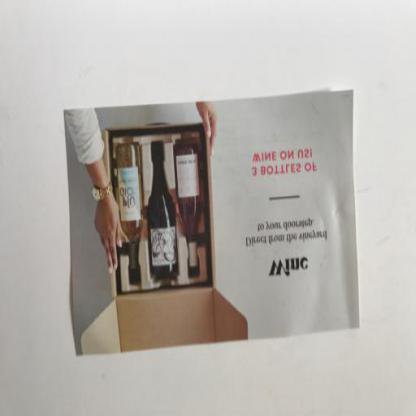 Winc
Direct from the vineyard
to your doorstep.
3 BOTTLES OF
WINE ON US!